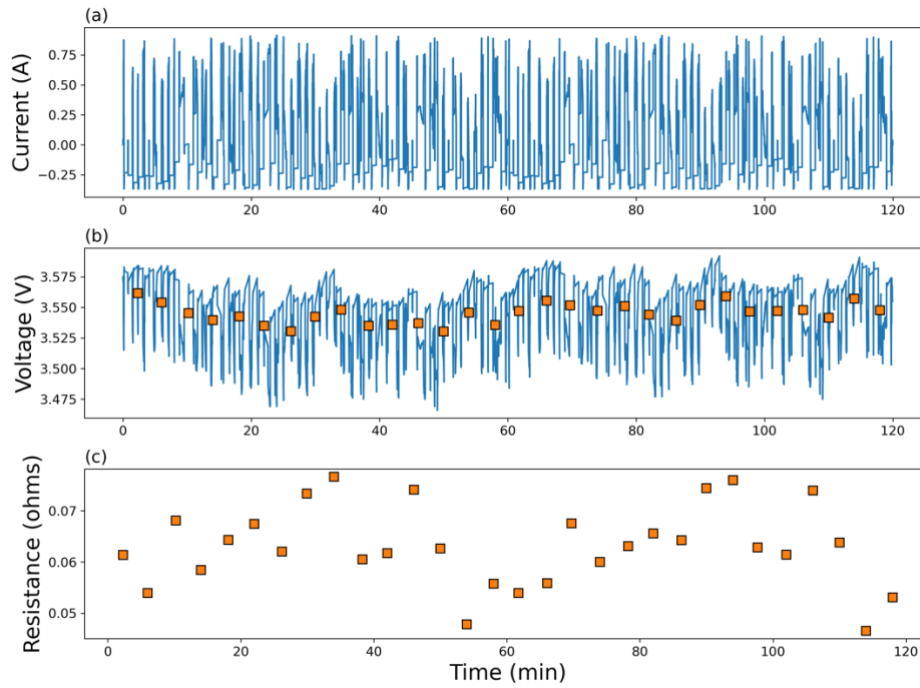 (a)
Current (A)
0.75
0.50
0.25
0.00
−0.25
0 20 40 60 80 100 120
(b)
Voltage (V)
3.575
3.550
3.525
3.500
3.475
0 20 40 60 80 100 120
(c)
Resistance (ohms)
0.07
0.06
0.05
0 20 40 60 80 100 120
Time (min)